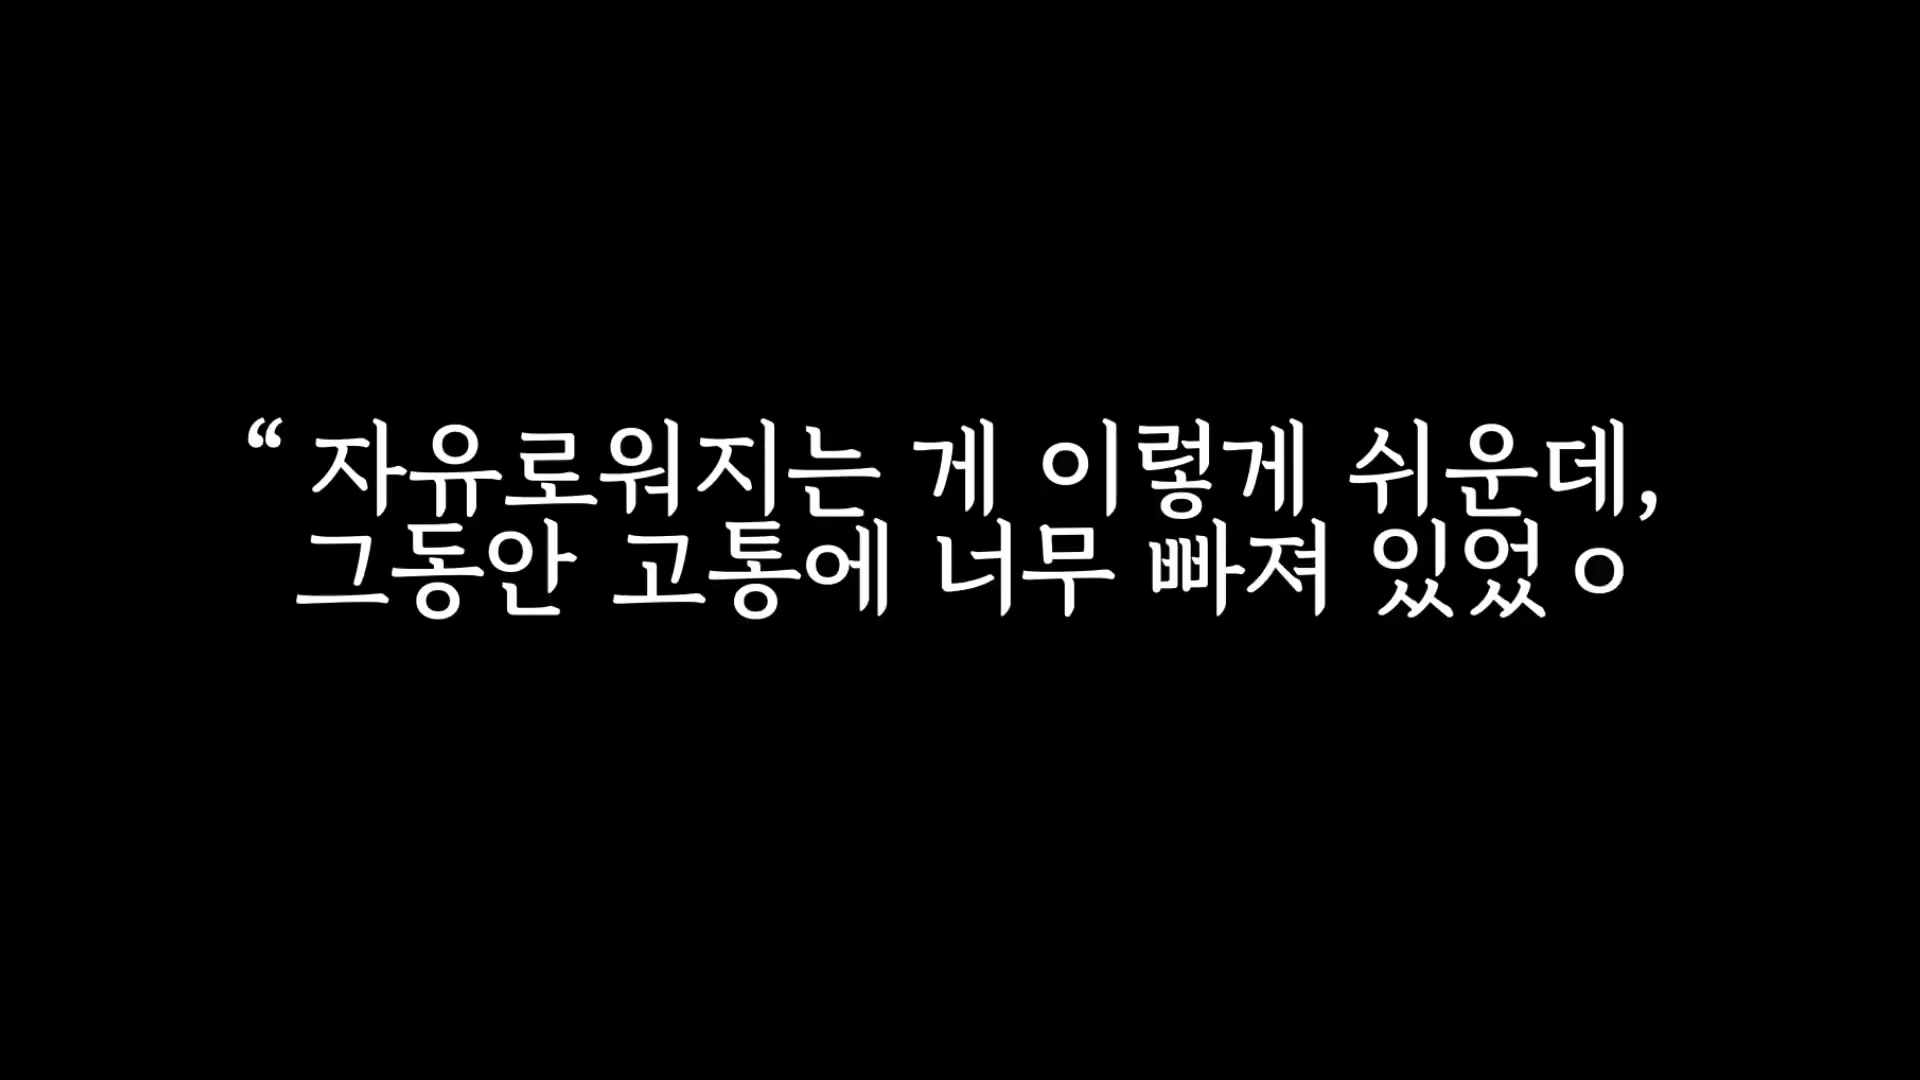 “ 자유로워지는 게 이렇게 쉬운데,
그동안 고통에 너무 빠져 있었ㅇ